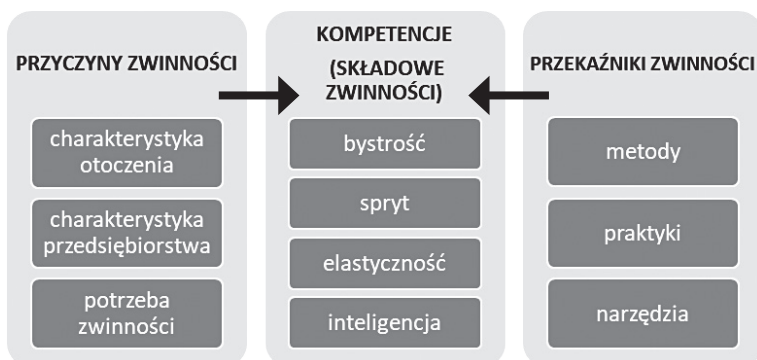 PRZYCZYNY ZWINNOŚCI
charakterystyka
otoczenia
charakterystyka
przedsiębiorstwa
potrzeba
zwinności
KOMPETENCJE
(SKŁADOWE
ZWINNOŚCI)
bystrość
spryt
elastyczność
inteligencja
PRZEKAŹNIKI ZWINNOŚCI
metody
praktyki
narzędzia